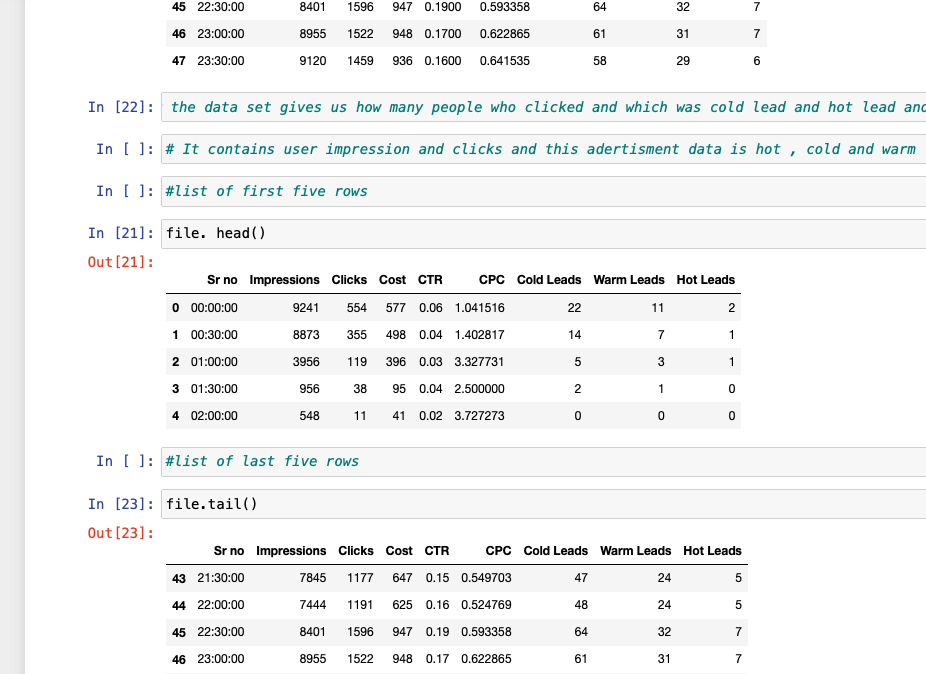 45 22:30:00 8401 1596 947 0.1900 0.593358 64 32 7
46 23:00:00 8955 1522 948 0.1700 0.622865 61 31 7
47 23:30:00 9120 1459 936 0.1600 0.641535 58 29 6
In [22]: the data set gives us how many people who clicked and which was cold lead and hot lead and
In [ ]: # It contains user impression and clicks and this adertisment data is hot , cold and warm
In [ ]: #list of first five rows
In [21]: file. head()
Out[21]:
Sr no Impressions Clicks Cost CTR CPC Cold Leads Warm Leads Hot Leads
0 00:00:00 9241 554 577 0.06 1.041516 22 11 2
1 00:30:00 8873 355 498 0.04 1.402817 14 7 1
2 01:00:00 3956 119 396 0.03 3.327731 5 3 1
3 01:30:00 956 38 95 0.04 2.500000 2 1 0
4 02:00:00 548 11 41 0.02 3.727273 0 0 0
In [ ]: #list of last five rows
In [23]: file.tail()
Out[23]:
Sr no Impressions Clicks Cost CTR CPC Cold Leads Warm Leads Hot Leads
43 21:30:00 7845 1177 647 0.15 0.549703 47 24 5
44 22:00:00 7444 1191 625 0.16 0.524769 48 24 5
45 22:30:00 8401 1596 947 0.19 0.593358 64 32 7
46 23:00:00 8955 1522 948 0.17 0.622865 61 31 7